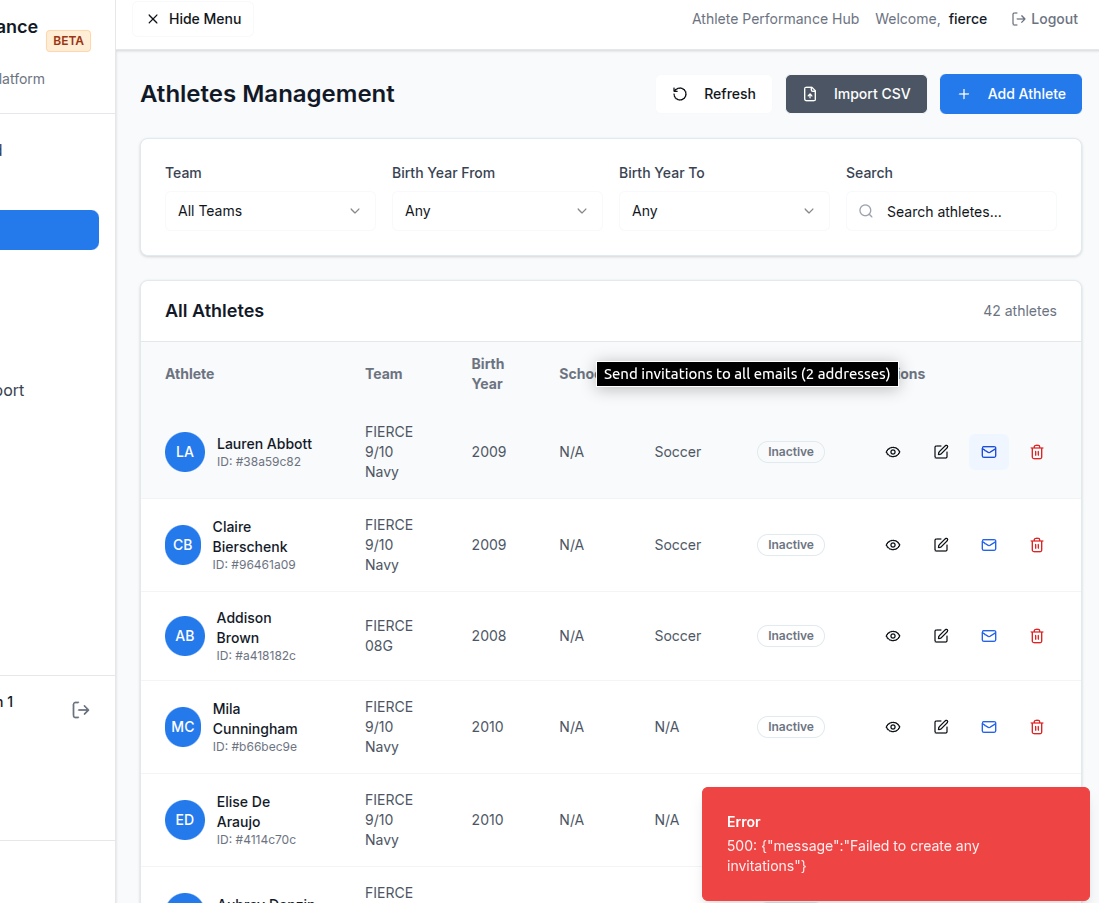 ance
BETA
latform
ort
n 1
Hide Menu
Athlete Performance Hub
Welcome, fierce
Logout
Athletes Management
Refresh
Import CSV
Add Athlete
Team
Birth Year From
Birth Year To
Search
All Teams
Any
Any
Search athletes...
All Athletes
42 athletes
Athlete
Team
Birth
Year
Schoo
Send invitations to all emails (2 addresses)
ons
LA
Lauren Abbott
ID: #38a59c82
FIERCE
9/10
Navy
2009
N/A
Soccer
Inactive
CB
Claire
Bierschenk
ID: #96461a09
FIERCE
9/10
Navy
2009
N/A
Soccer
Inactive
AB
Addison
Brown
ID: #a418182c
FIERCE
08G
2008
N/A
Soccer
Inactive
MC
Mila
Cunningham
ID: #b66bec9e
FIERCE
9/10
Navy
2010
N/A
N/A
Inactive
ED
Elise De
Araujo
ID: #4114c70c
FIERCE
9/10
Navy
2010
N/A
N/A
FIERCE
Error
500: {"message":"Failed to create any
invitations"}